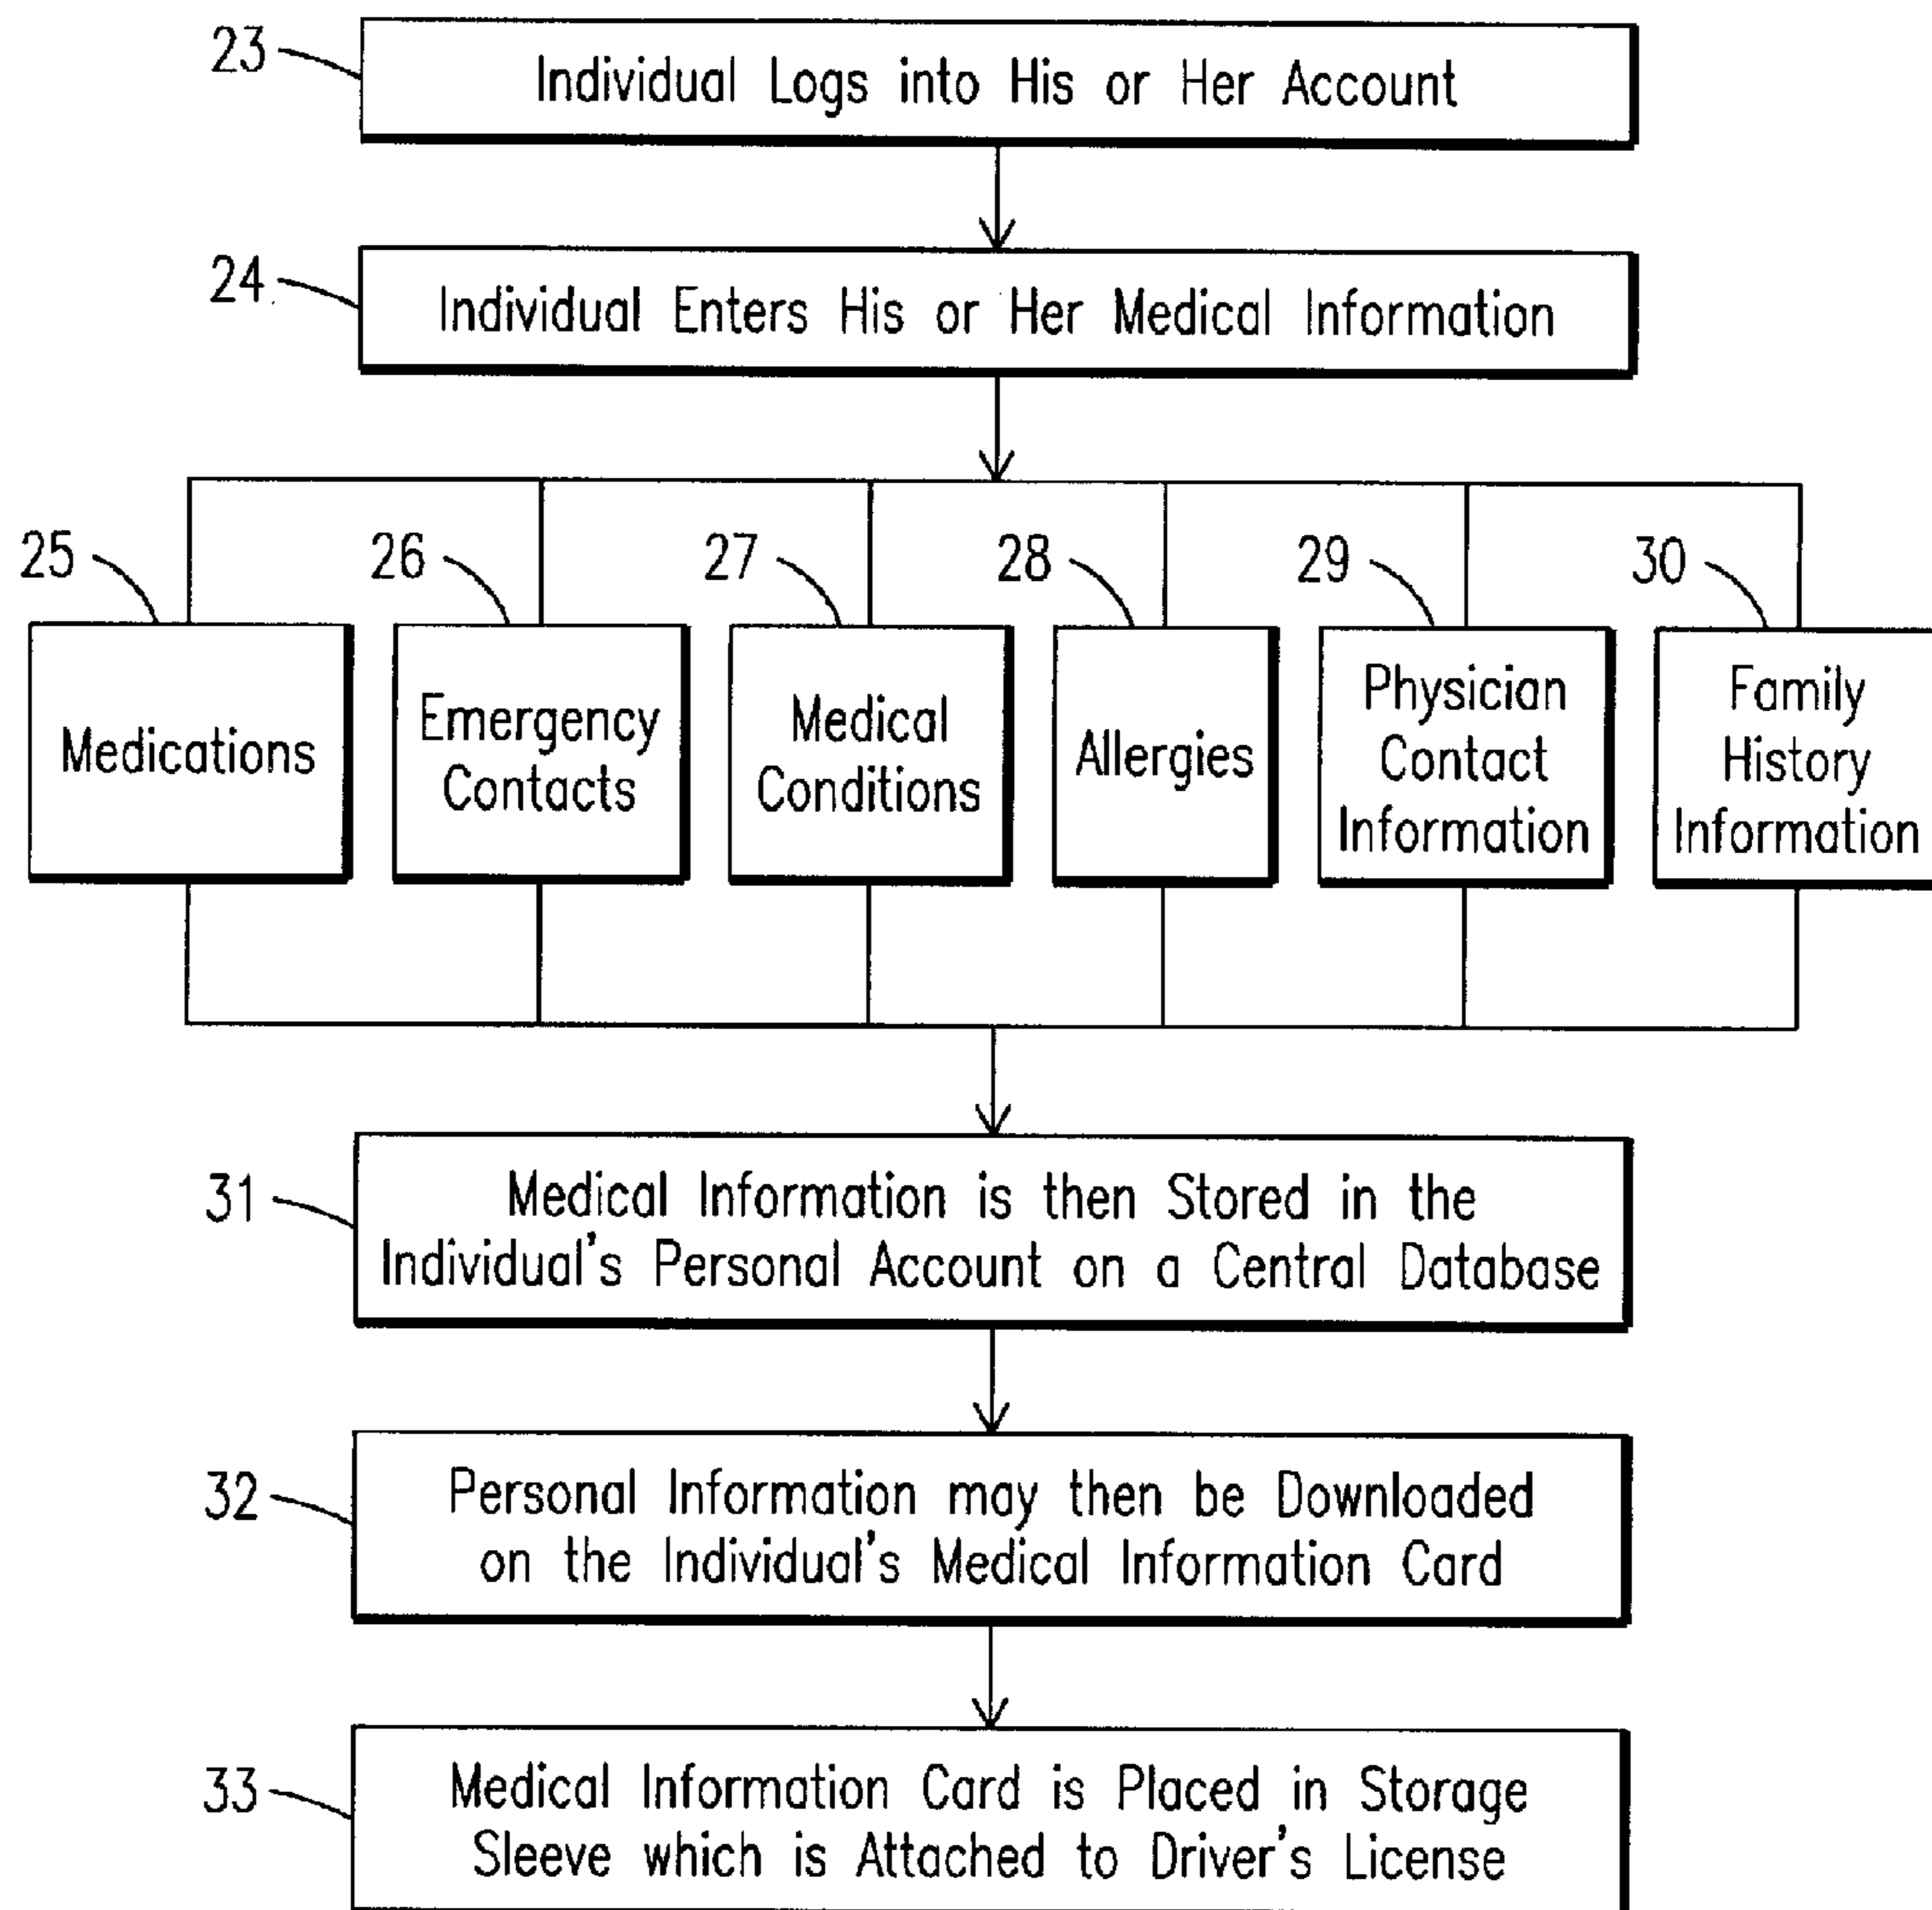 23
Individual Logs into His or Her Account
24
Individual Enters His or Her Medical Information
25
26
27
28
29
30
Medications
Emergency
Contacts
Medical
Conditions
Allergies
Physician
Contact
Information
Family
History
Information
31
Medical Information is then Stored in the
Individual's Personal Account on a Central Database
32
Personal Information may then be Downloaded
on the Individual's Medical Information Card
33
Medical Information Card is Placed in Storage
Sleeve which is Attached to Driver's License